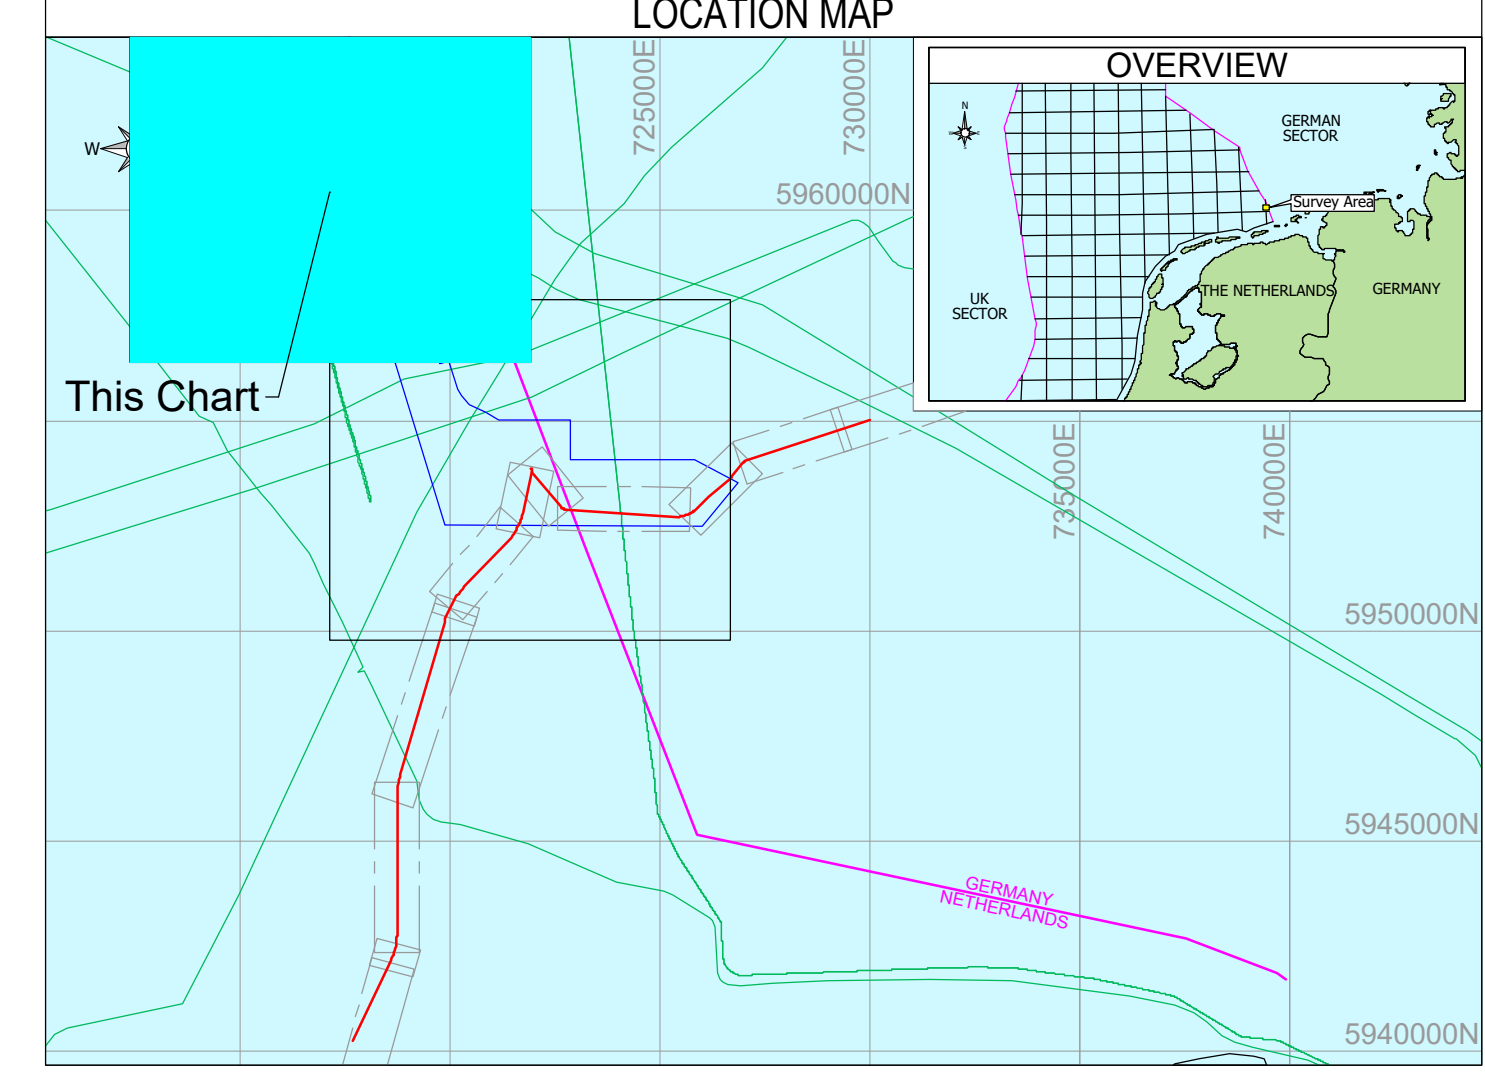 LOCATION MAP
725000E
730000E
W
5960000N
This Chart
OVERVIEW
N
GERMAN
SECTOR
Survey Area
UK
SECTOR
THE NETHERLANDS
GERMANY
735000E
740000E
5950000N
5945000N
GERMANY
NETHERLANDS
5940000N